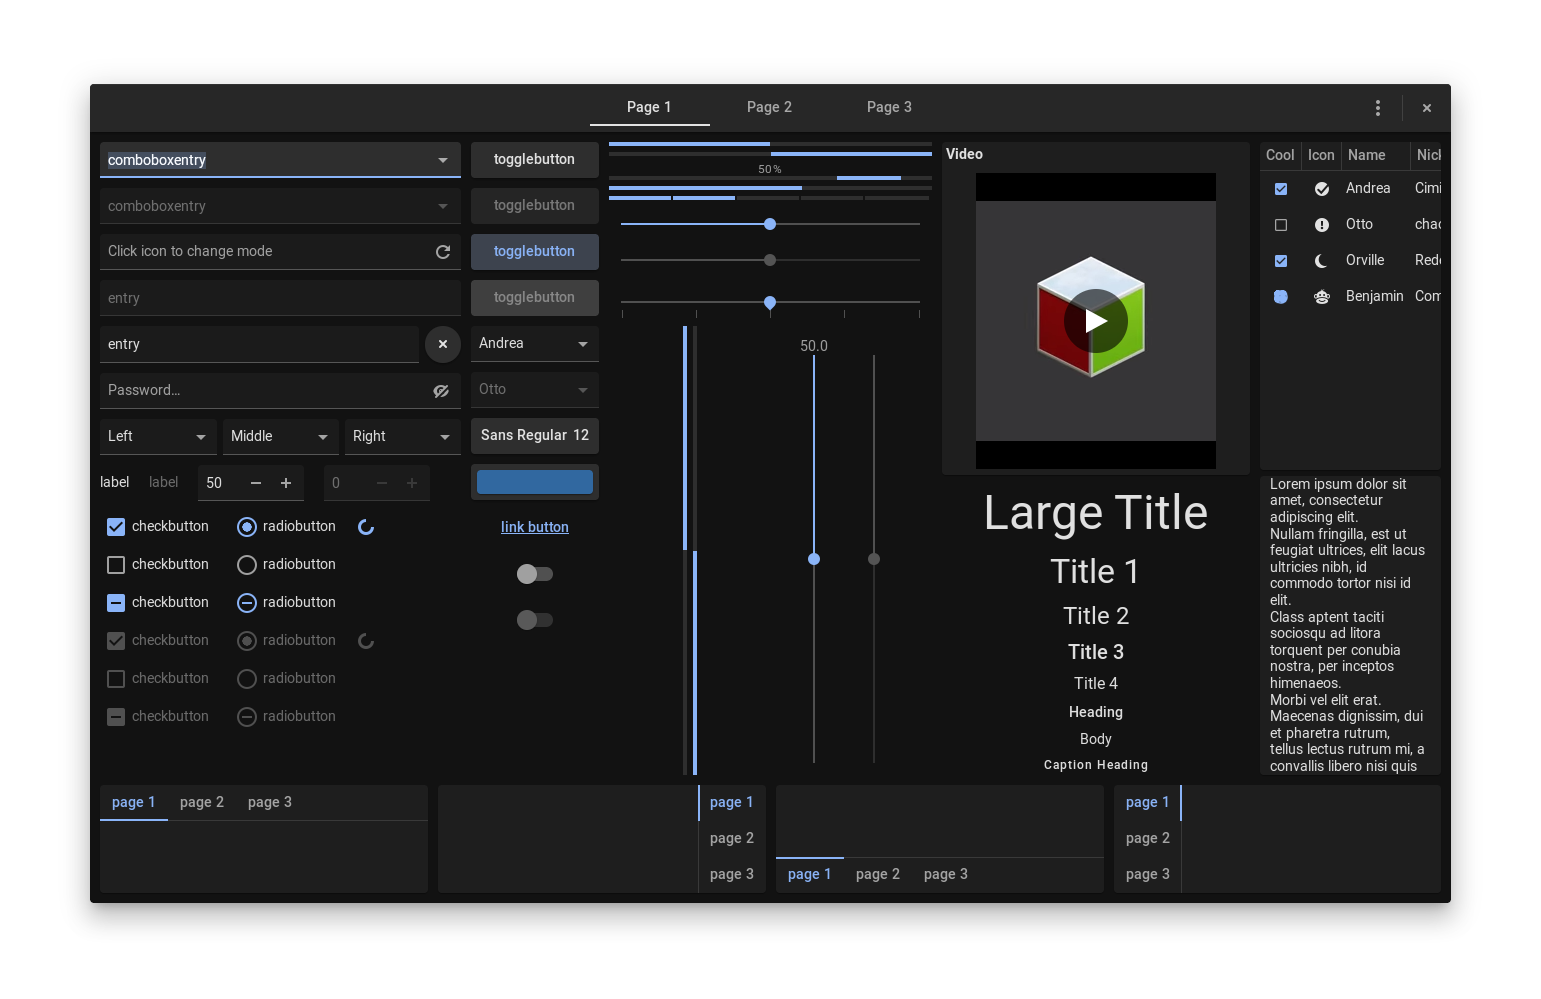 Page 1
Page 2
Page 3
comboboxentry
comboboxentry
Click icon to change mode
entry
entry
Password...
Left
Middle
Right
label
label
50
0
checkbutton
radiobutton
checkbutton
radiobutton
checkbutton
radiobutton
checkbutton
radiobutton
checkbutton
radiobutton
checkbutton
radiobutton
togglebutton
togglebutton
togglebutton
togglebutton
Andrea
Otto
Sans Regular 12
link button
50 %
50.0
Video
Large Title
Title 1
Title 2
Title 3
Title 4
Heading
Body
Caption Heading
Cool Icon Name Nick
Andrea Cimi
Otto chao
Orville Rede
Benjamin Com
Lorem ipsum dolor sit
amet, consectetur
adipiscing elit.
Nullam fringilla, est ut
feugiat ultrices, elit lacus
ultricies nibh, id
commodo tortor nisi id
elit.
Class aptent taciti
sociosqu ad litora
torquent per conubia
nostra, per inceptos
himenaeos.
Morbi vel elit erat.
Maecenas dignissim, dui
et pharetra rutrum,
tellus lectus rutrum mi, a
convallis libero nisi quis
page 1
page 2
page 3
page 1
page 2
page 3
page 1
page 2
page 3
page 1
page 2
page 3